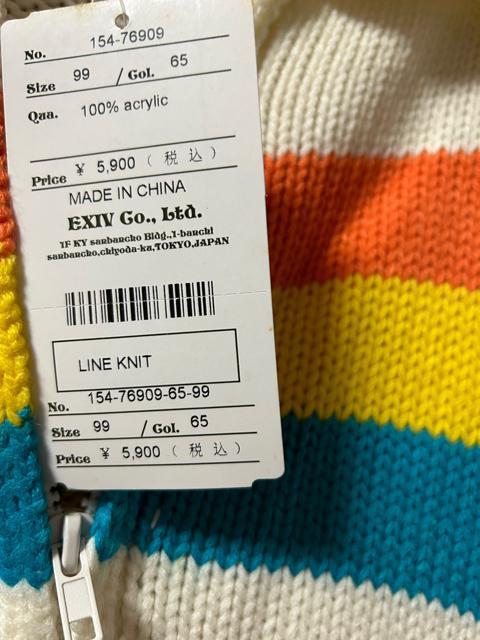 No. 154-76909
Size 99 / Col. 65
Qua. 100% acrylic
Price ¥ 5,900 ( 税 込 )
MADE IN CHINA
EXIV Co., Ltd.
1F KY sanbancho Bldg.,1-banchi
sanbancho,chiyoda-ka,TOKYO,JAPAN
LINE KNIT
No. 154-76909-65-99
Size 99 / Col. 65
Price ¥ 5,900 ( 税 込 )